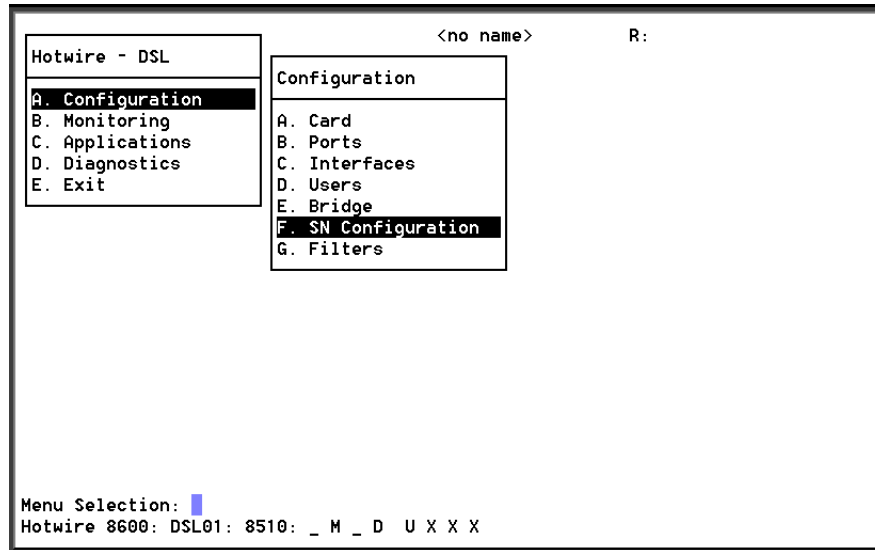 <no name> R:
Hotwire - DSL
A. Configuration
B. Monitoring
C. Applications
D. Diagnostics
E. Exit
Configuration
A. Card
B. Ports
C. Interfaces
D. Users
E. Bridge
F. SN Configuration
G. Filters
Menu Selection:
Hotwire 8600: DSL01: 8510: _ M _ D U X X X